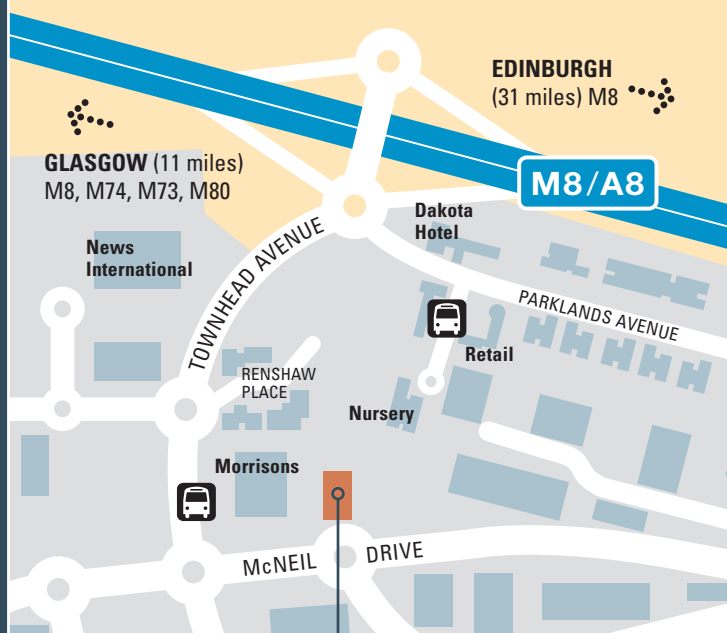 EDINBURGH
(31 miles) M8
GLASGOW (11 miles)
M8, M74, M73, M80
M8/A8
Dakota
Hotel
News
International
TOWNHEAD AVENUE
PARKLANDS AVENUE
Retail
RENSHAW
PLACE
Nursery
Morrisons
McNEIL DRIVE